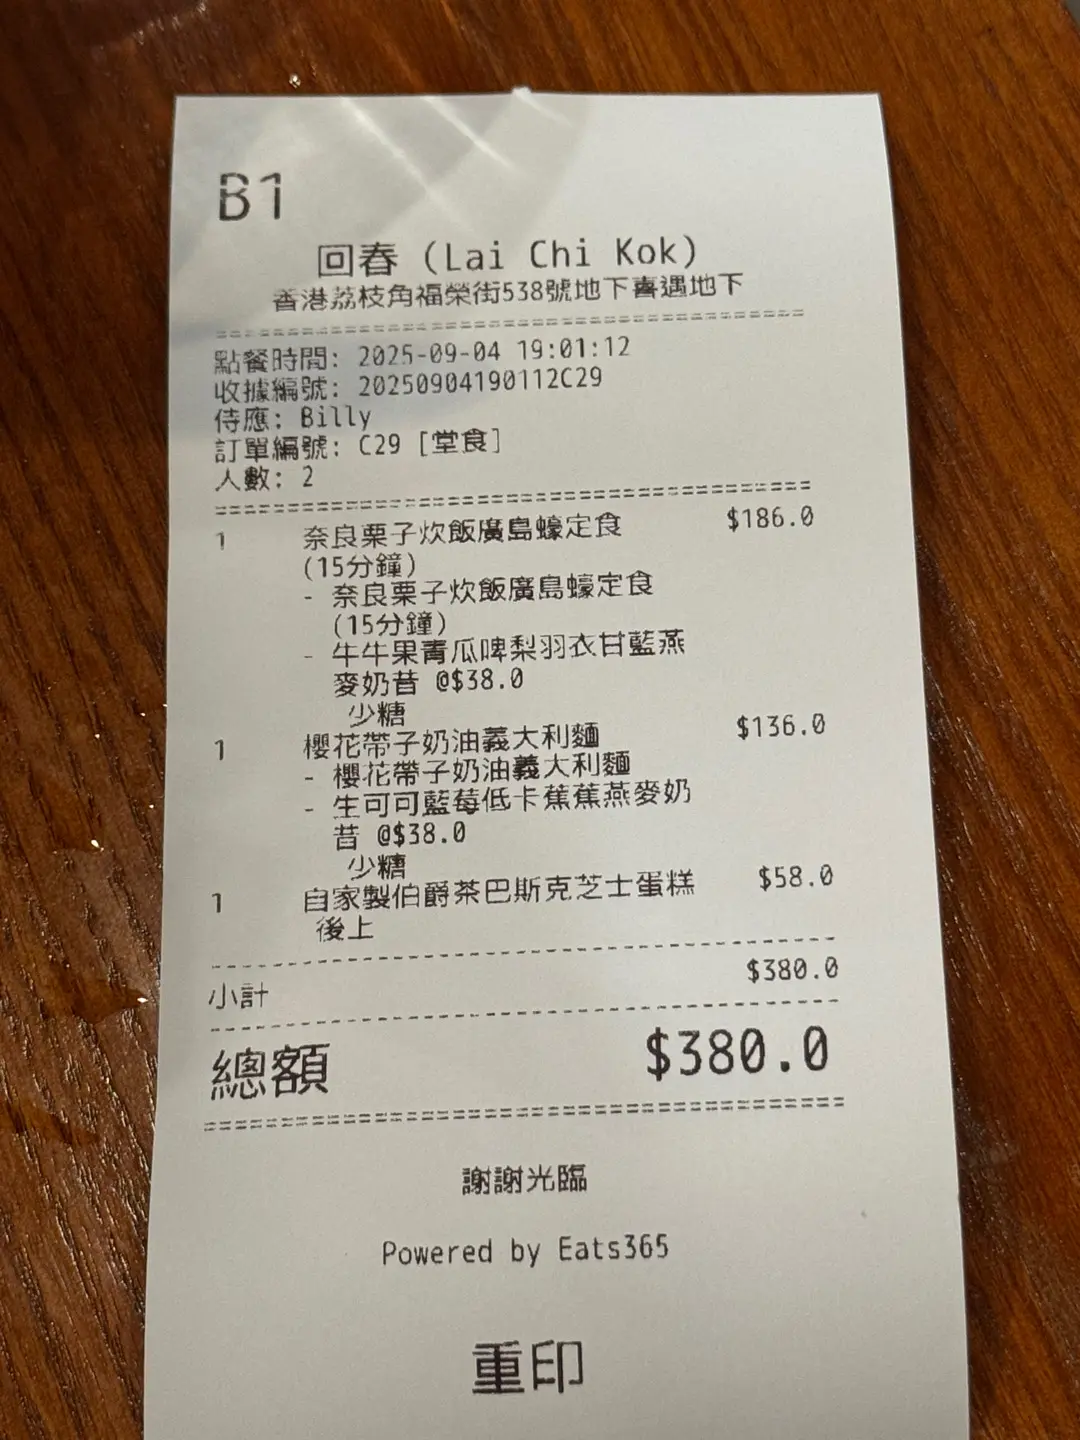 B1
回春 (Lai Chi Kok)
香港荔枝角福榮街538號地下喜遇地下
點餐時間: 2025-09-04 19:01:12
收據編號: 20250904190112C29
侍應: Billy
訂單編號: C29 [堂食]
人數: 2
1 奈良栗子炊飯廣島蠔定食 $186.0
(15分鐘)
- 奈良栗子炊飯廣島蠔定食
(15分鐘)
- 牛牛果青瓜啤梨羽衣甘藍燕
麥奶昔 @$38.0
少糖
1 櫻花帶子奶油義大利麵 $136.0
- 櫻花帶子奶油義大利麵
- 生可可藍莓低卡蕉蕉燕麥奶
昔 @$38.0
少糖
1 自家製伯爵茶巴斯克芝士蛋糕 $58.0
後上
小計 $380.0
總額 $380.0
謝謝光臨
Powered by Eats365
重印